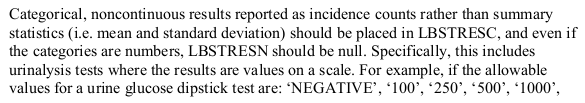 Categorical, noncontinuous results reported as incidence counts rather than summary
statistics (i.e. mean and standard deviation) should be placed in LBSTRESC, and even if
the categories are numbers, LBSTRESN should be null. Specifically, this includes
urinalysis tests where the results are values on a scale. For example, if the allowable
values for a urine glucose dipstick test are: ‘NEGATIVE’, ‘100’, ‘250’, ‘500’, ‘1000’,